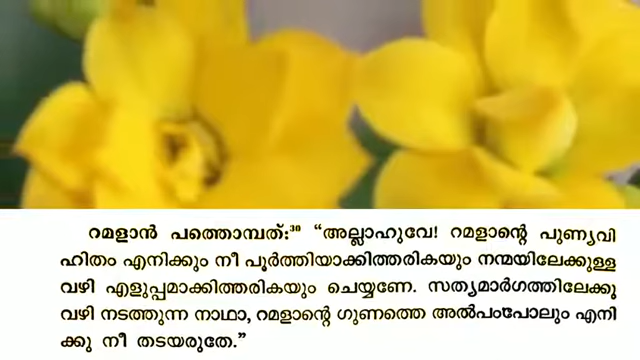 റമളാൻ പത്തൊമ്പത്:³⁰ “അല്ലാഹുവേ! റമളാന്റെ പുണ്യവി
ഹിതം എനിക്കും നീ പൂർത്തിയാക്കിത്തരികയും നന്മയിലേക്കുള്ള
വഴി എളുപ്പമാക്കിത്തരികയും ചെയ്യണേ. സത്യമാർഗത്തിലേക്കു
വഴി നടത്തുന്ന നാഥാ, റമളാന്റെ ഗുണത്തെ അൽപംപോലും എനി
ക്കു നീ തടയരുതേ.”